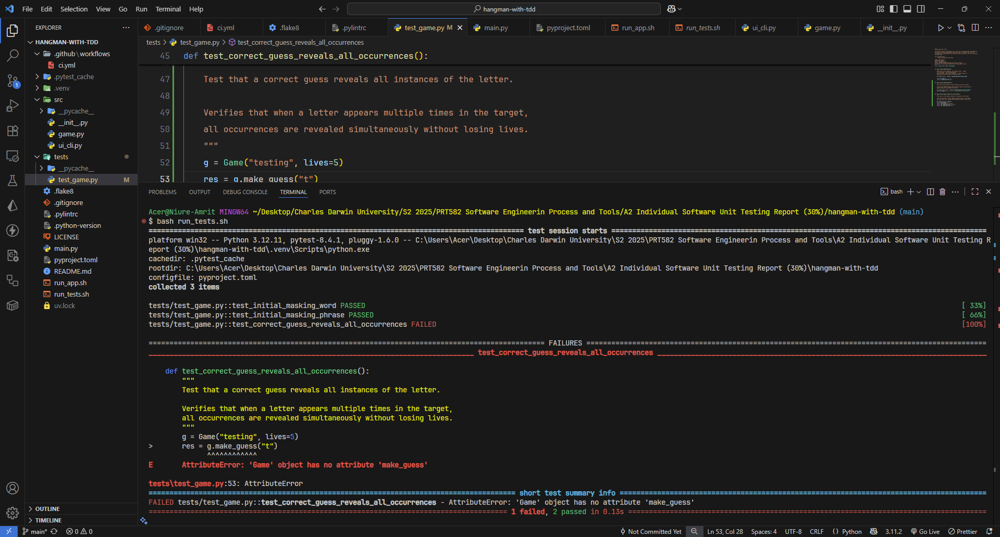 File Edit Selection View Go Run Terminal Help
hangman-with-tdd
EXPLORER
.gitignore ci.yml .flake8 .pylintrc test_game.py M main.py pyproject.toml run_app.sh run_tests.sh ui_cli.py game.py __init__.py
tests > test_game.py > test_correct_guess_reveals_all_occurrences
HANGMAN-WITH-TDD
.github\workflows
ci.yml
.pytest_cache
.venv
src
__pycache__
__init__.py
game.py
ui_cli.py
tests
__pycache__
test_game.py M
.flake8
.gitignore
.pylintrc
.python-version
LICENSE
main.py
pyproject.toml
README.md
run_app.sh
run_tests.sh
uv.lock
OUTLINE
TIMELINE
1
45 def test_correct_guess_reveals_all_occurrences():
47 Test that a correct guess reveals all instances of the letter.
48
49 Verifies that when a letter appears multiple times in the target,
50 all occurrences are revealed simultaneously without losing lives.
51 """
52 g = Game("testing", lives=5)
53 res = g.make_guess("t")
PROBLEMS OUTPUT DEBUG CONSOLE TERMINAL PORTS
bash
Acer@Niure-Amrit MINGW64 ~/Desktop/Charles Darwin University/S2 2025/PRT582 Software Engineerin Process and Tools/A2 Individual Software Unit Testing Report (30%)/hangman-with-tdd (main)
$ bash run_tests.sh
========== test session starts ==========
platform win32 -- Python 3.12.11, pytest-8.4.1, pluggy-1.6.0 -- C:\Users\Acer\Desktop\Charles Darwin University\S2 2025\PRT582 Software Engineerin Process and Tools\A2 Individual Software Unit Testing R
eport (30%)\hangman-with-tdd\.venv\Scripts\python.exe
cachedir: .pytest_cache
rootdir: C:\Users\Acer\Desktop\Charles Darwin University\S2 2025\PRT582 Software Engineerin Process and Tools\A2 Individual Software Unit Testing Report (30%)\hangman-with-tdd
configfile: pyproject.toml
collected 3 items
tests/test_game.py::test_initial_masking_word PASSED [ 33%]
tests/test_game.py::test_initial_masking_phrase PASSED [ 66%]
tests/test_game.py::test_correct_guess_reveals_all_occurrences FAILED [100%]
========== FAILURES ==========
__________ test_correct_guess_reveals_all_occurrences __________
def test_correct_guess_reveals_all_occurrences():
"""
Test that a correct guess reveals all instances of the letter.
Verifies that when a letter appears multiple times in the target,
all occurrences are revealed simultaneously without losing lives.
"""
g = Game("testing", lives=5)
> res = g.make_guess("t")
^^^^^^^^^^^^
E AttributeError: 'Game' object has no attribute 'make_guess'
tests\test_game.py:53: AttributeError
========== short test summary info ==========
FAILED tests/test_game.py::test_correct_guess_reveals_all_occurrences - AttributeError: 'Game' object has no attribute 'make_guess'
========== 1 failed, 2 passed in 0.13s ==========
main* 0 0 Not Committed Yet Ln 53, Col 28 Spaces: 4 UTF-8 CRLF {} Python 3.11.2 Go Live Prettier